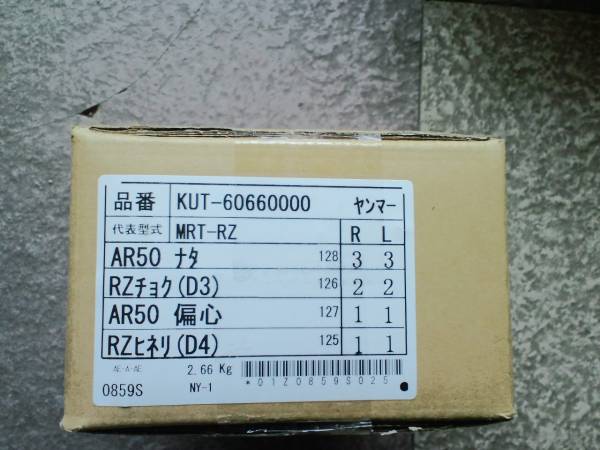 品番 KUT-60660000 ヤンマー
代表型式 MRT-RZ R L
AR50 ナタ 128 3 3
RZチョク(D3) 126 2 2
AR50 偏心 127 1 1
RZヒネリ(D4) 125 1 1
AE-A-AE 2.66 Kg
0859S NY-1 *01Z0859S025*